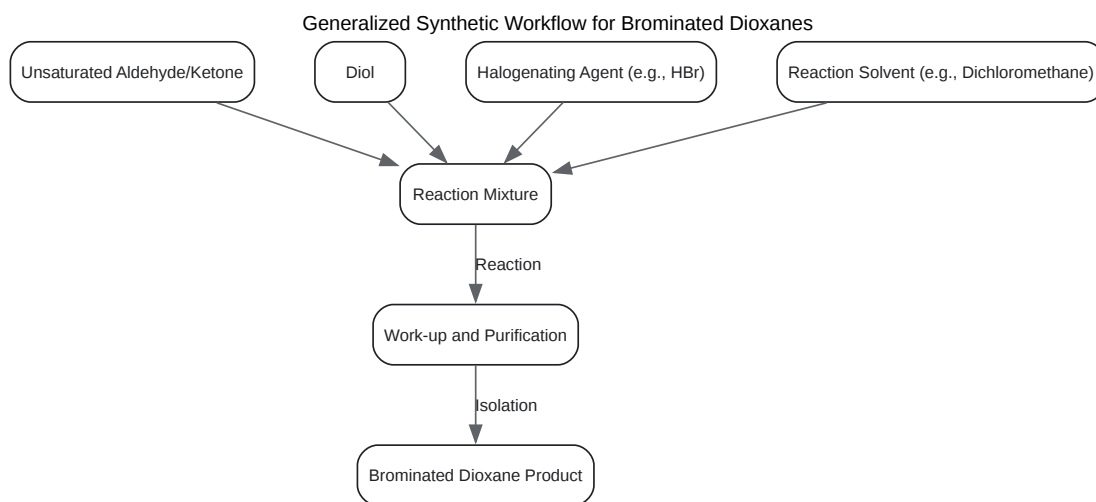 Generalized Synthetic Workflow for Brominated Dioxanes
Unsaturated Aldehyde/Ketone
Diol
Halogenating Agent (e.g., HBr)
Reaction Solvent (e.g., Dichloromethane)
Reaction Mixture
Reaction
Work-up and Purification
Isolation
Brominated Dioxane Product